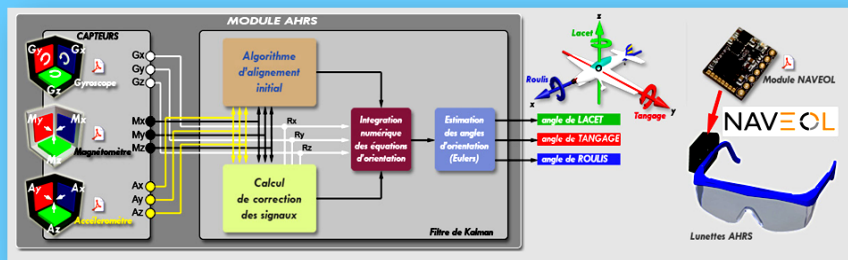 MODULE AHRS
CAPTEURS
Gy
Gx
Gz
Gyroscope
Gx
Gy
Gz
My
Mx
Mz
Magnétomètre
Mx
My
Mz
Ay
Ax
Az
Accéléromètre
Ax
Ay
Az
Algorithme
d'alignement
initial
Rx
Ry
Rz
Calcul
de correction
des signaux
Integration
numérique
des équations
d'orientation
Estimation
des angles
d'orientation
(Eulers)
Filtre de Kalman
angle de LACET
angle de TANGAGE
angle de ROULIS
z
Lacet
Roulis
x
y
Tangage
Module NAVEOL
NAVEOL
Lunettes AHRS